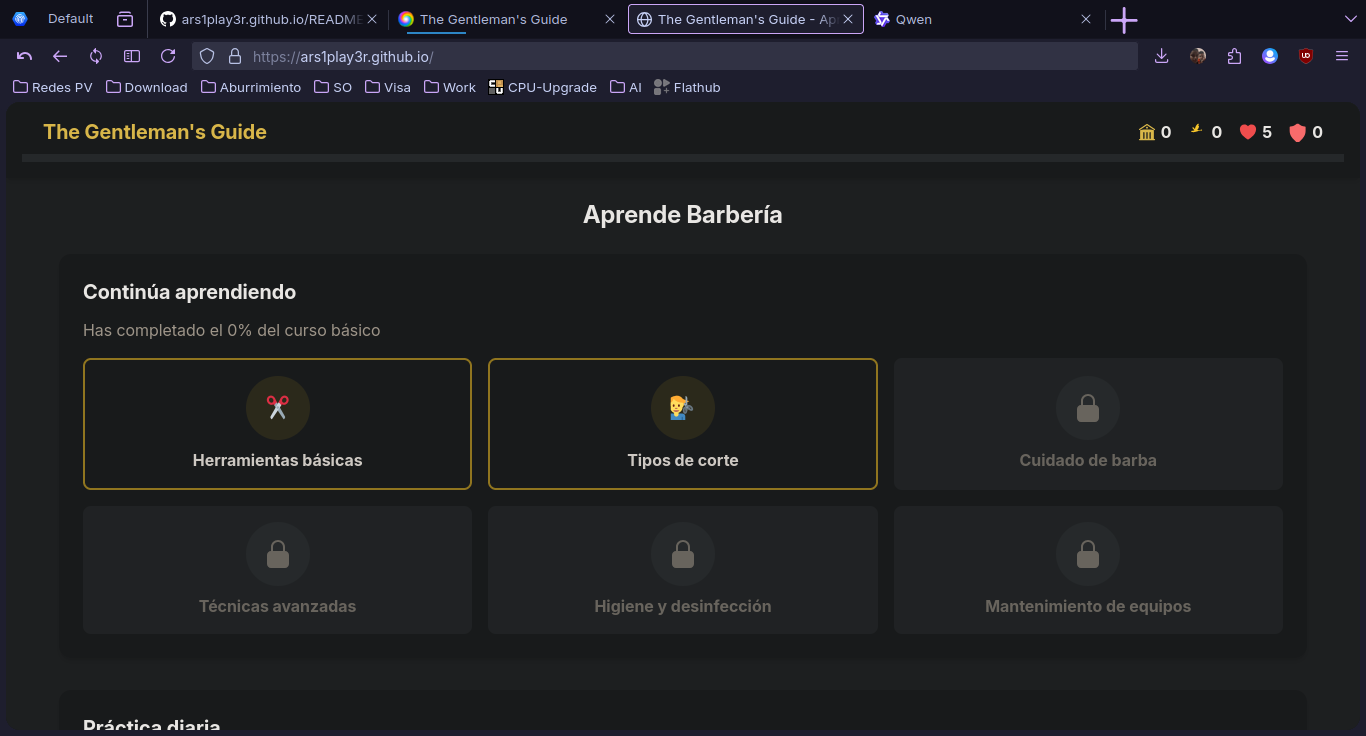 Default
ars1play3r.github.io/README
The Gentleman's Guide
The Gentleman's Guide - Apr
Qwen
https://ars1play3r.github.io/
Redes PV
Download
Aburrimiento
SO
Visa
Work
CPU-Upgrade
AI
Flathub
The Gentleman's Guide
0
0
5
0
Aprende Barbería
Continúa aprendiendo
Has completado el 0% del curso básico
Herramientas básicas
Tipos de corte
Cuidado de barba
Técnicas avanzadas
Higiene y desinfección
Mantenimiento de equipos
Práctica diaria